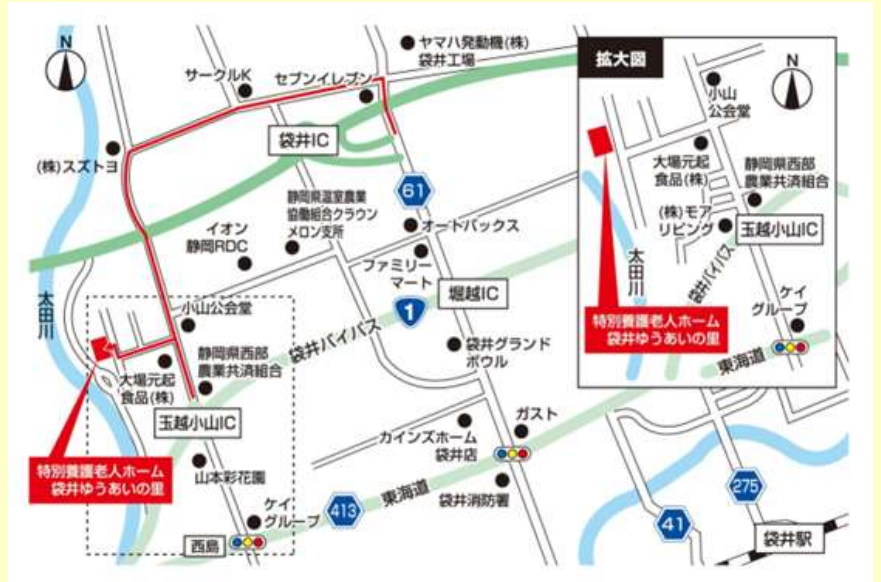 N
サークルK
セブンイレブン
ヤマハ発動機(株)
袋井工場
袋井IC
(株)スズトヨ
61
静岡県温室農業
協働組合クラウン
メロン支所
イオン
静岡RDC
オートバックス
ファミリー
マート
堀越IC
太田川
小山公会堂
1
袋井バイパス
静岡県西部
農業共済組合
大場元起
食品(株)
袋井グランド
ボウル
玉越小山IC
ガスト
カインズホーム
袋井店
特別養護老人ホーム
袋井ゆうあいの里
山本彩花園
ケイ
グループ
413
東海道
袋井消防署
西島
41
275
袋井駅
拡大図
N
小山
公会堂
大場元起
食品(株)
静岡県西部
農業共済組合
(株)モア
リビング
玉越小山IC
太田川
袋井バイパス
ケイ
グループ
特別養護老人ホーム
袋井ゆうあいの里
東海道